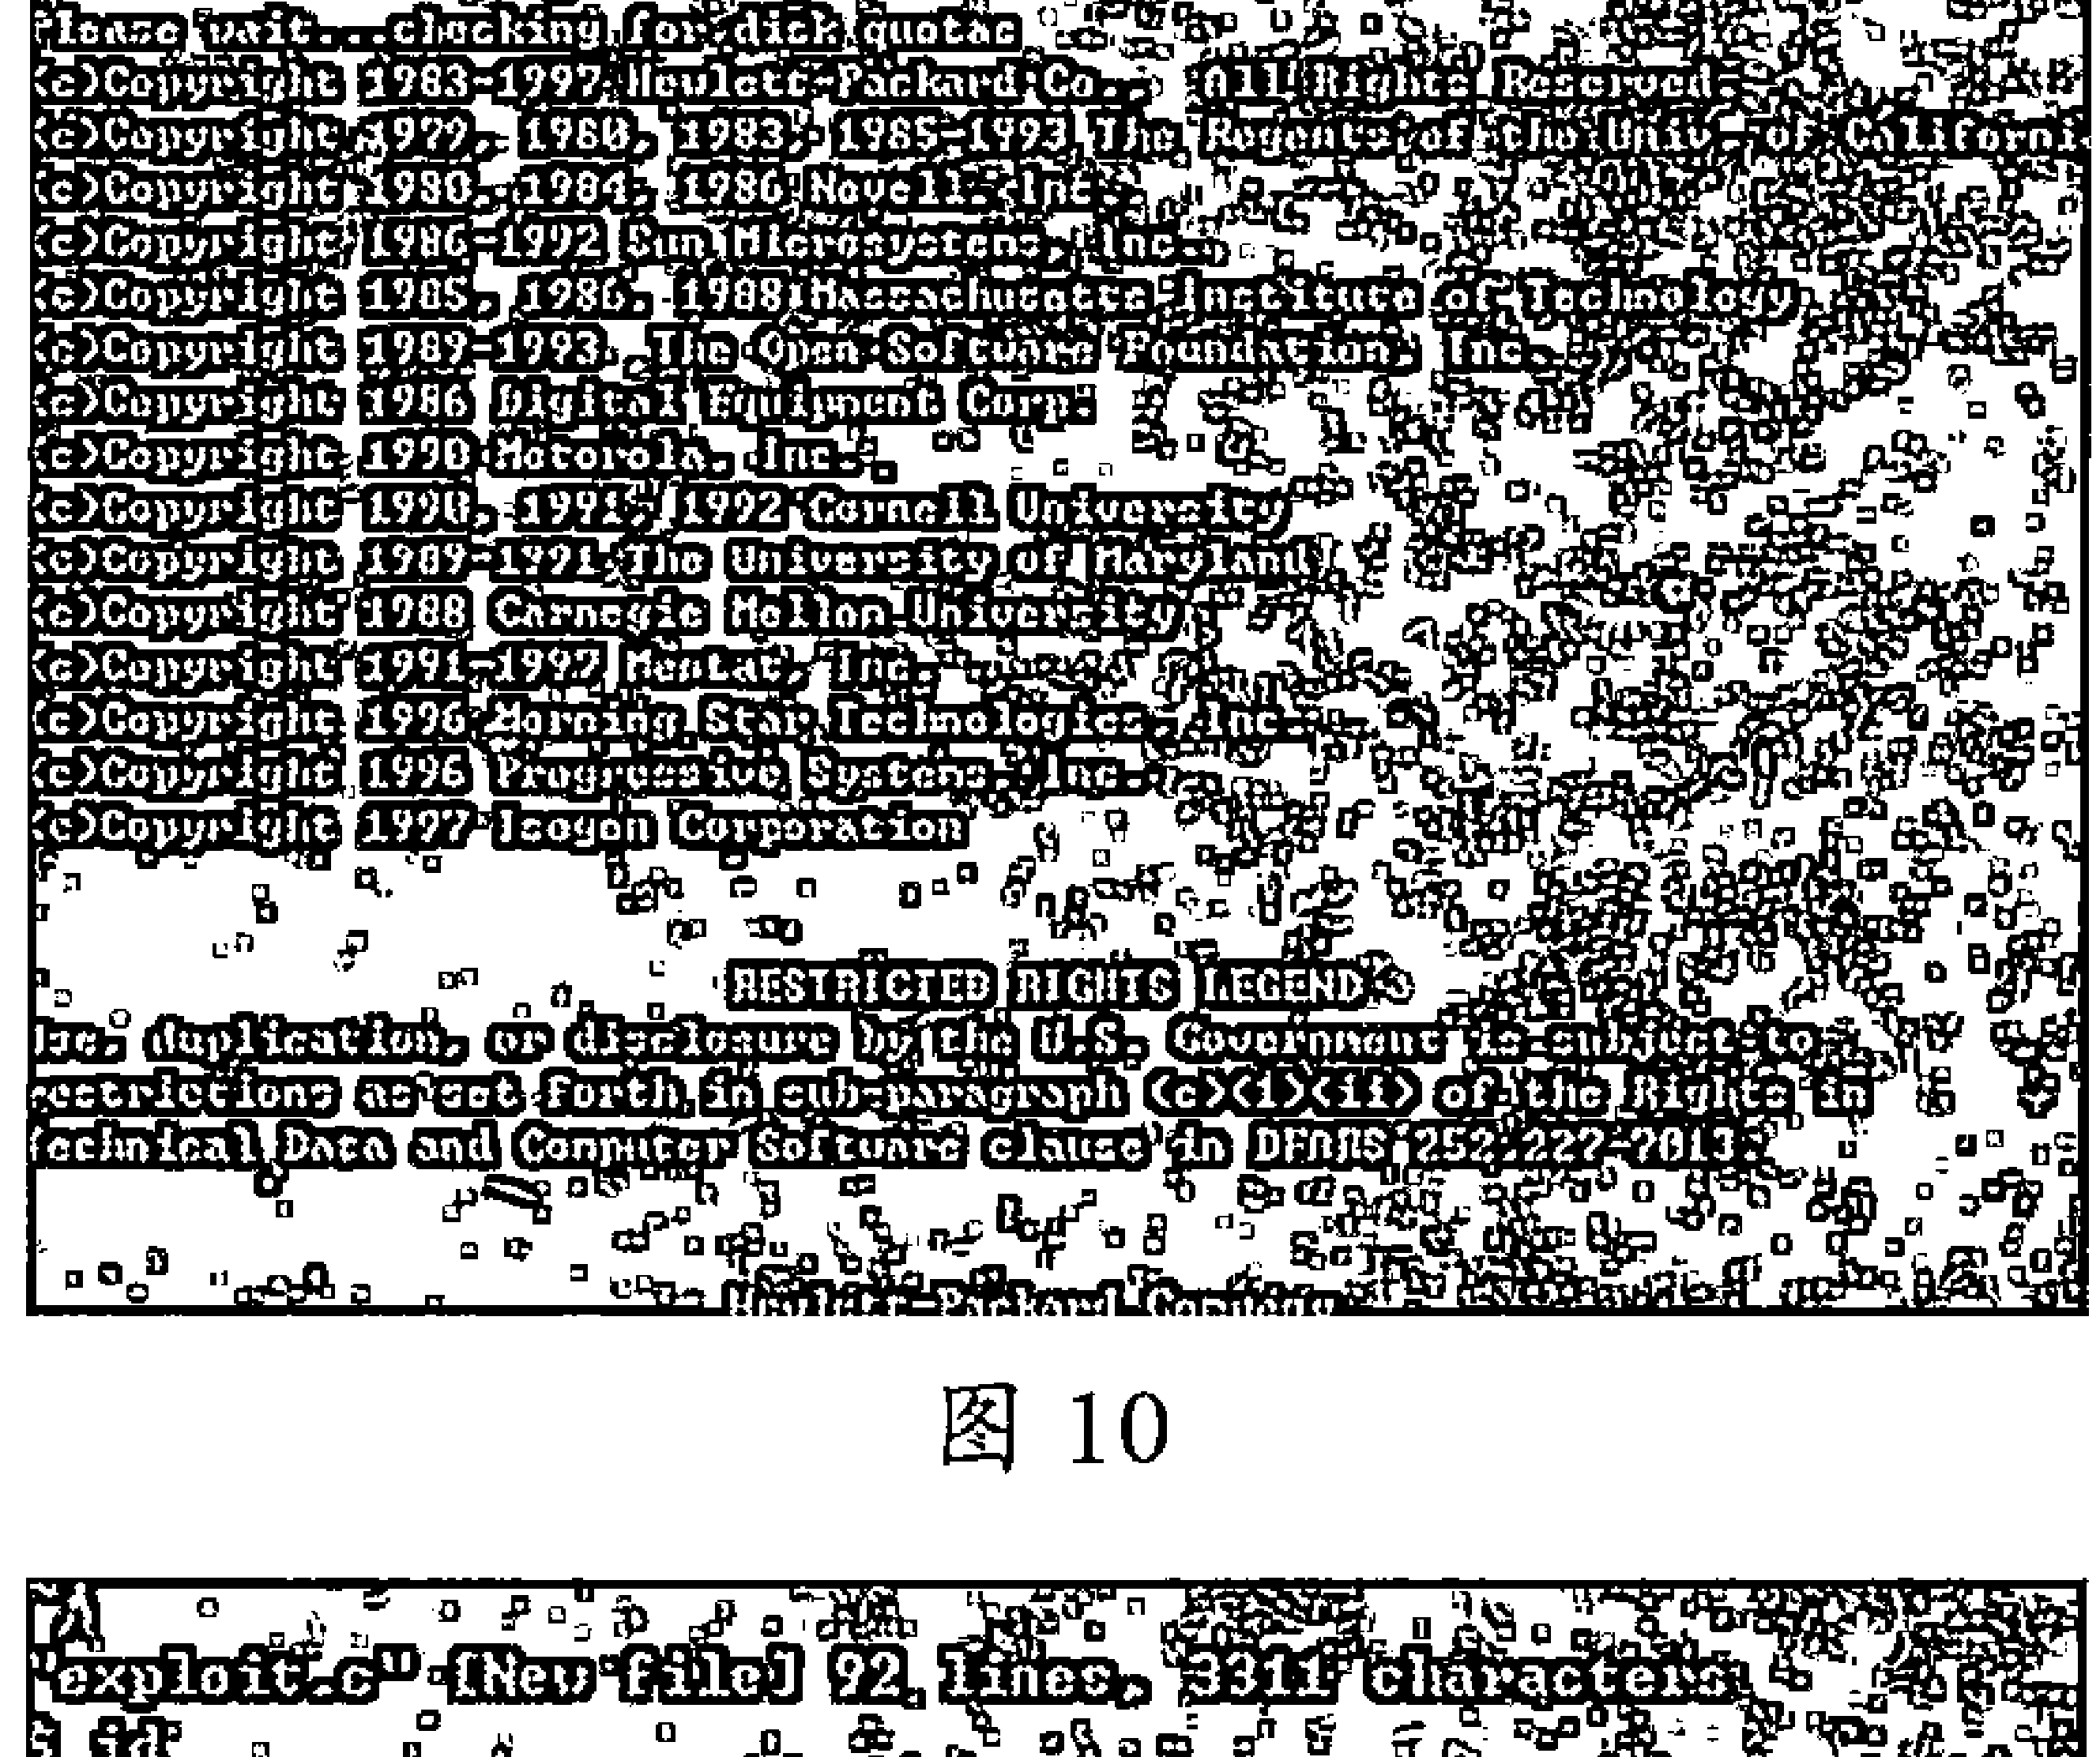 Please wait...checking for disk quotas
(c)Copyright 1983-1997 Hewlett-Packard Co., All Rights Reserved.
(c)Copyright 1979, 1980, 1983, 1985-1993 The Regents of the Univ. of Californi
(c)Copyright 1980, 1984, 1986 Novell, Inc.
(c)Copyright 1986-1992 Sun Microsystems, Inc.
(c)Copyright 1985, 1986, 1988 Massachusetts Institute of Technology
(c)Copyright 1989-1993 The Open Software Foundation, Inc.
(c)Copyright 1986 Digital Equipment Corp.
(c)Copyright 1990 Motorola, Inc.
(c)Copyright 1990, 1991, 1992 Cornell University
(c)Copyright 1989-1991 The University of Maryland
(c)Copyright 1988 Carnegie Mellon University
(c)Copyright 1991-1992 Mentat, Inc.
(c)Copyright 1996 Morning Star Technologies, Inc.
(c)Copyright 1996 Progressive Systems, Inc.
(c)Copyright 1997 Isogon Corporation
RESTRICTED RIGHTS LEGEND
Use, duplication, or disclosure by the U.S. Government is subject to
restrictions as set forth in sub-paragraph (c)(1)(ii) of the Rights in
Technical Data and Computer Software clause in DFARS 252.227-7013.
Hewlett-Packard Company
图 10
"exploit.c" [New file] 92 lines, 3311 characters